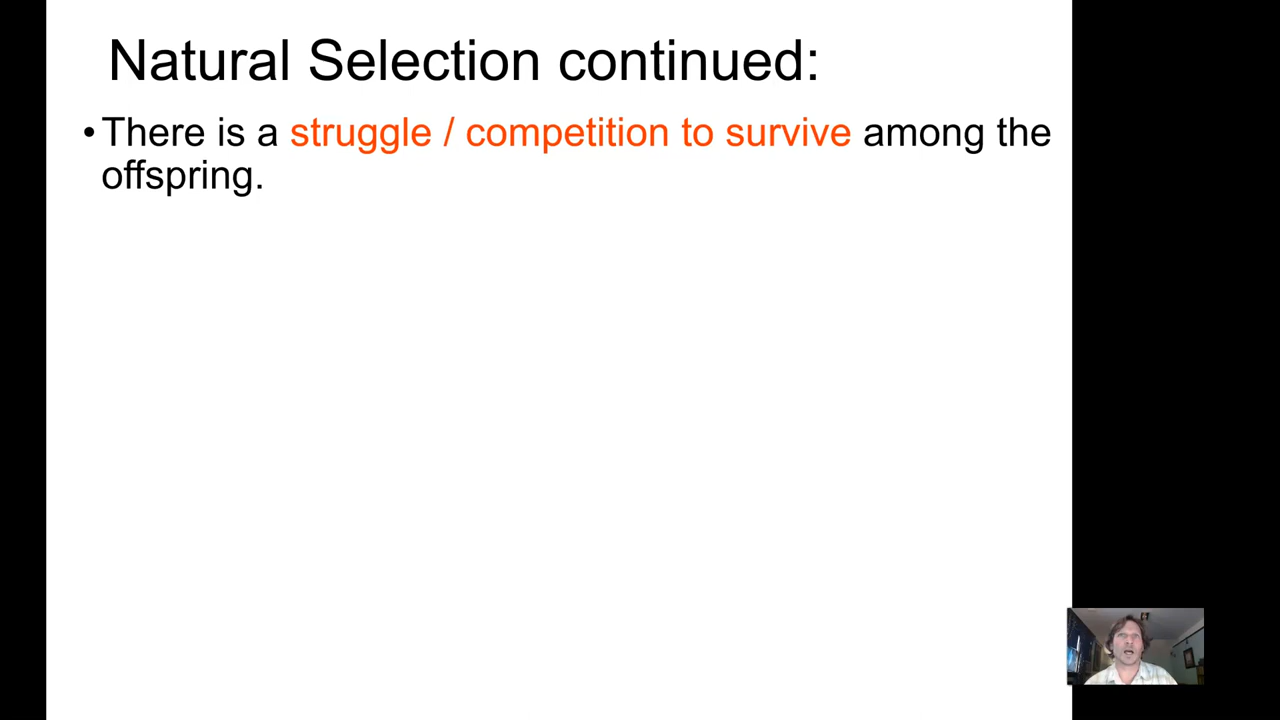 Natural Selection continued:
•There is a struggle / competition to survive among the
offspring.